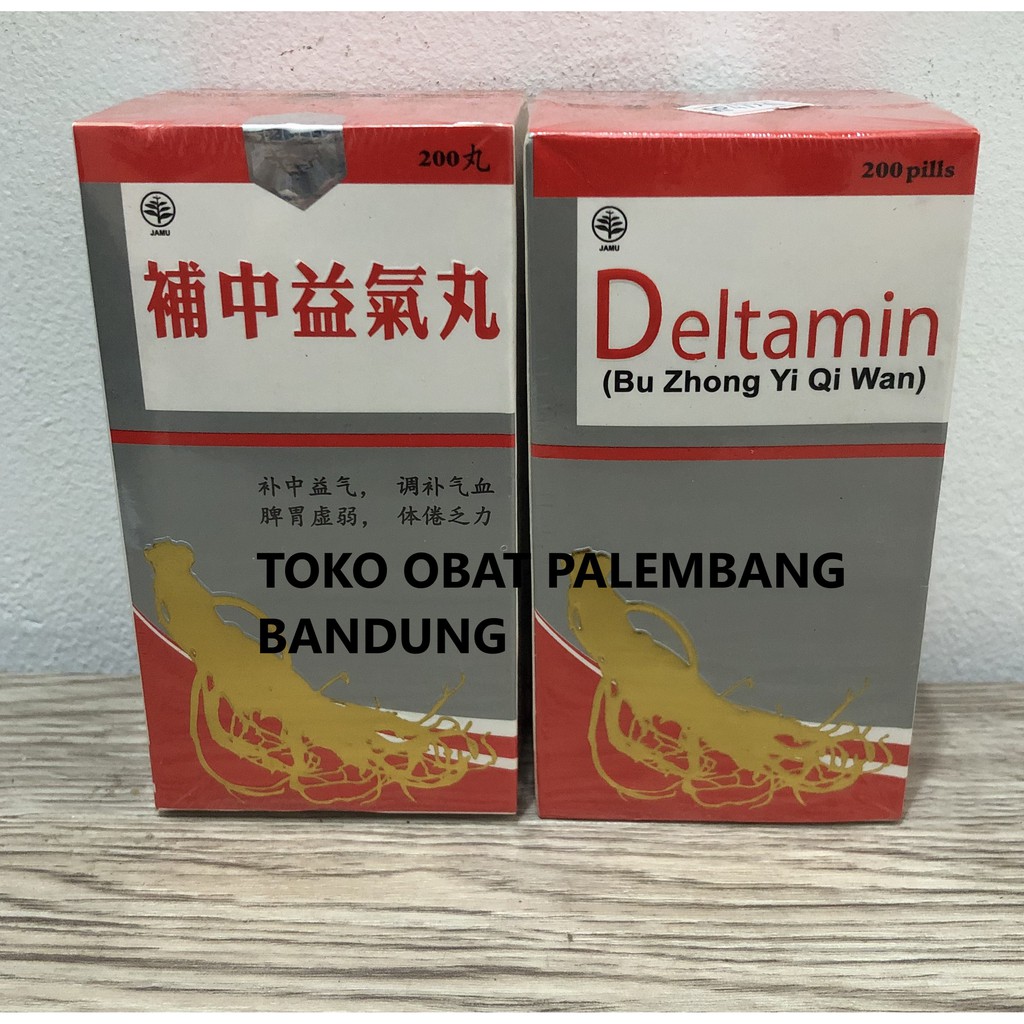 200丸
JAMU
補中益氣丸
补中益气， 调补气血
脾胃虚弱， 体倦乏力
200 pills
JAMU
Deltamin
(Bu Zhong Yi Qi Wan)
TOKO OBAT PALEMBANG
BANDUNG